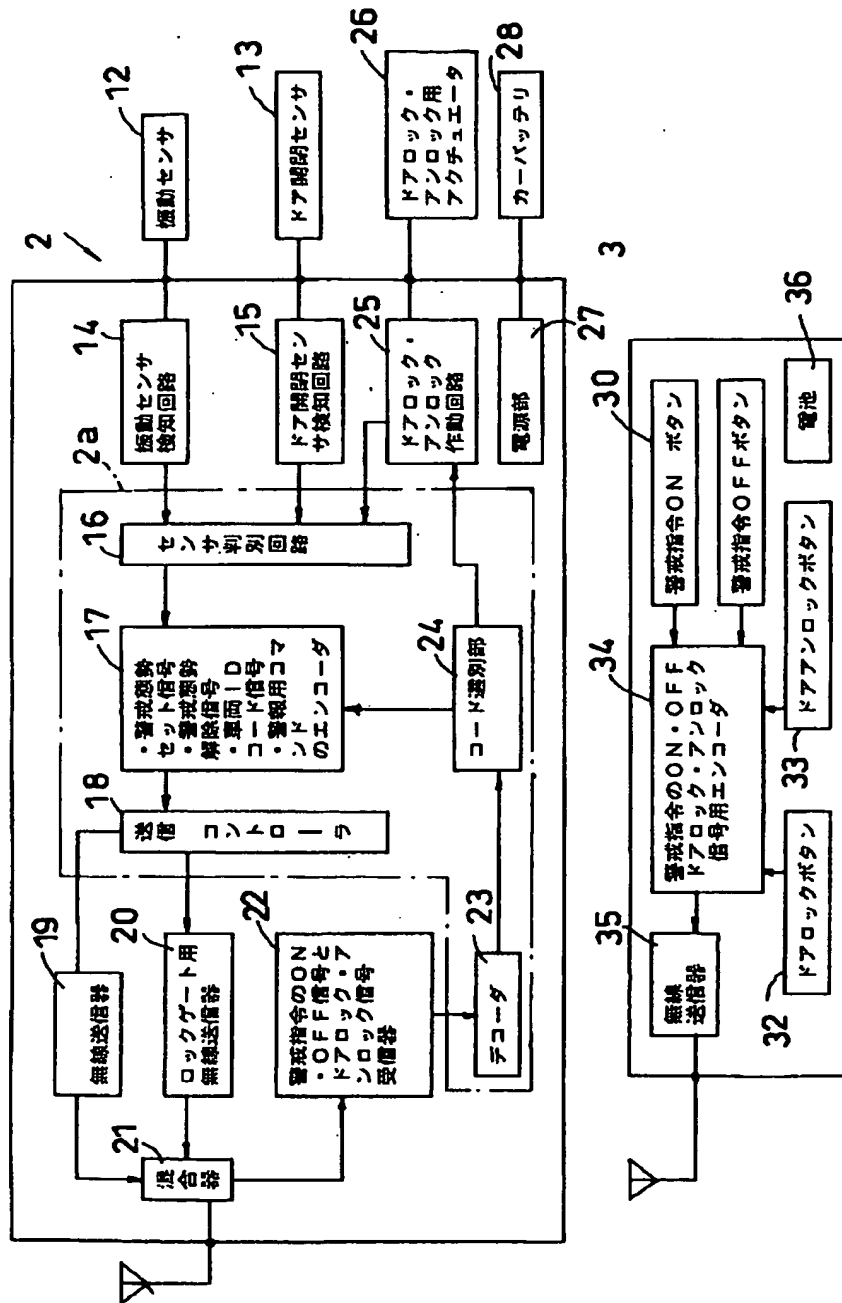 2
12
振動センサ
13
ドア開閉センサ
26
ドアロック・
アンロック用
アクチュエータ
28
カーバッテリ
14
振動センサ
検知回路
15
ドア開閉セン
サ検知回路
25
ドアロック・
アンロック
作動回路
27
電源部
2a
16
センサ判別回路
17
・警戒態勢
セット信号
・警戒態勢
解除信号
・車両ID
コード信号
・警報用コマ
ンド
のエンコーダ
24
コード選別部
18
送信
コントローラ
23
デコーダ
19
無線送信器
20
ロックゲート用
無線送信器
22
警戒指令のON
・OFF信号と
ドアロック・ア
ンロック信号
受信器
21
混合器
3
30
警戒指令ON ボタン
警戒指令OFFボタン
36
電池
34
警戒指令のON・OFF
ドアロック・アンロック
信号用エンコーダ
33
ドアアンロックボタン
35
無線
送信器
32
ドアロックボタン